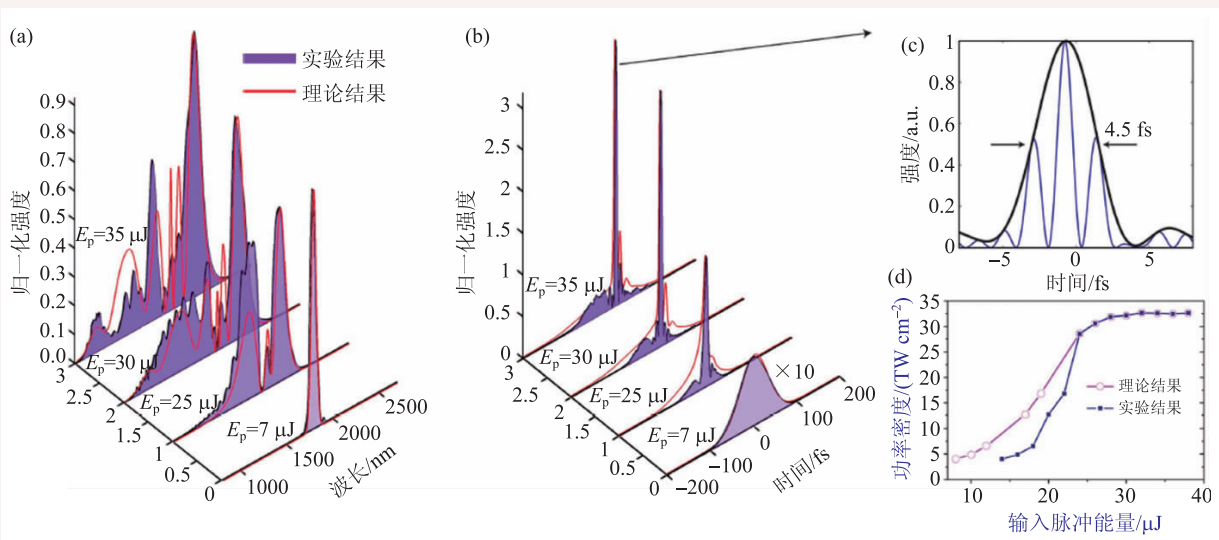 (a)
实验结果
理论结果
归一化强度
0.9
0.8
0.7
0.6
0.5
0.4
0.3
0.2
0.1
0.0
3
2.5
2
1.5
1
0.5
0
Ep=35 μJ
Ep=30 μJ
Ep=25 μJ
Ep=7 μJ
1000
1500
2000
2500
波长/nm
(b)
归一化强度
3
2.5
2
1.5
1
0.5
0
3
2.5
2
1.5
1
0.5
0
Ep=35 μJ
Ep=30 μJ
Ep=25 μJ
Ep=7 μJ
×10
−200
−100
0
100
200
时间/fs
(c)
强度/a.u.
1
0.8
0.6
0.4
0.2
0
4.5 fs
−5
0
5
时间/fs
(d)
功率密度/(TW cm⁻²)
35
30
25
20
15
10
5
0
理论结果
实验结果
10
20
30
40
输入脉冲能量/μJ